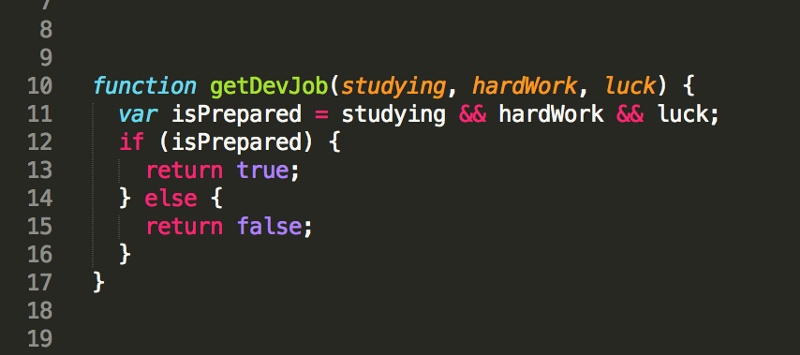 7
8
9
10 function getDevJob(studying, hardWork, luck) {
11 var isPrepared = studying && hardWork && luck;
12 if (isPrepared) {
13 return true;
14 } else {
15 return false;
16 }
17 }
18
19